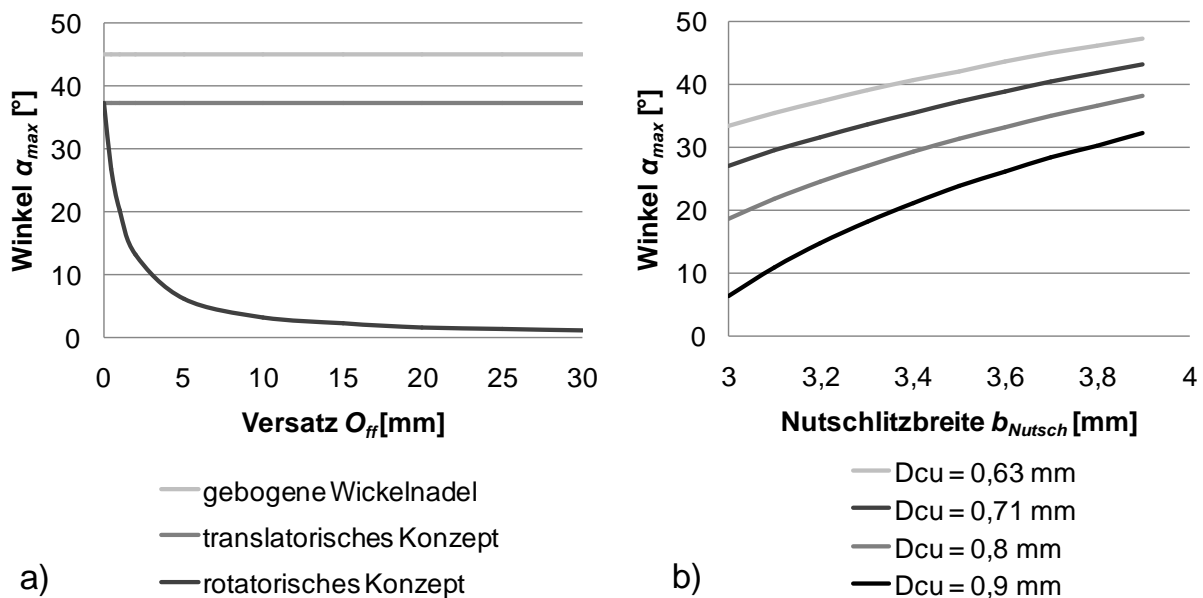 50
40
30
20
10
0
Winkel αmax [°]
0 5 10 15 20 25 30
Versatz Off [mm]
gebogene Wickelnadel
translatorisches Konzept
rotatorisches Konzept
a)
50
40
30
20
10
0
Winkel αmax [°]
3 3,2 3,4 3,6 3,8 4
Nutschlitzbreite bNutsch [mm]
Dcu = 0,63 mm
Dcu = 0,71 mm
Dcu = 0,8 mm
Dcu = 0,9 mm
b)